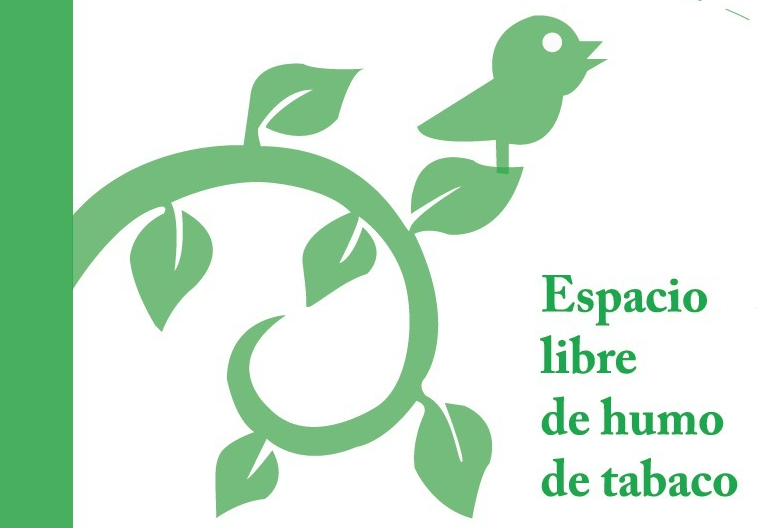 Espacio
libre
de humo
de tabaco